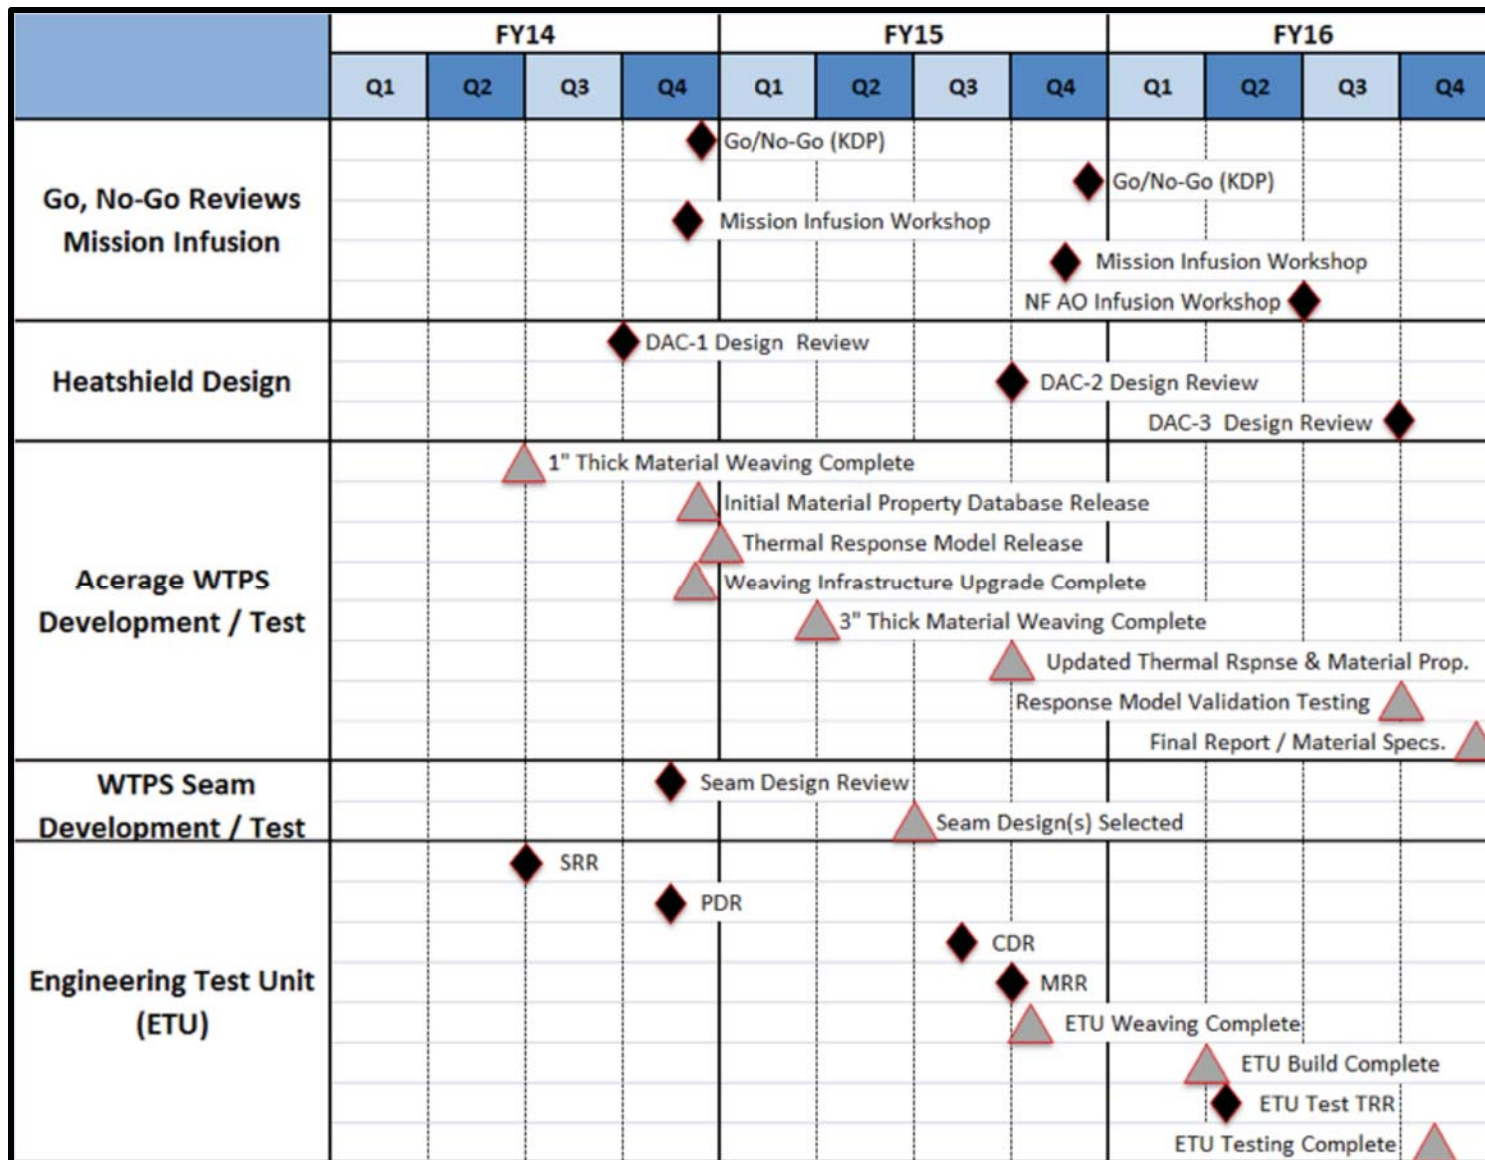 FY14 FY15 FY16
Q1 Q2 Q3 Q4 Q1 Q2 Q3 Q4 Q1 Q2 Q3 Q4
Go, No-Go Reviews
Mission Infusion
Go/No-Go (KDP)
Go/No-Go (KDP)
Mission Infusion Workshop
Mission Infusion Workshop
NF AO Infusion Workshop
Heatshield Design
DAC-1 Design Review
DAC-2 Design Review
DAC-3 Design Review
Acerage WTPS
Development / Test
1" Thick Material Weaving Complete
Initial Material Property Database Release
Thermal Response Model Release
Weaving Infrastructure Upgrade Complete
3" Thick Material Weaving Complete
Updated Thermal Rspnse & Material Prop.
Response Model Validation Testing
Final Report / Material Specs.
WTPS Seam
Development / Test
Seam Design Review
Seam Design(s) Selected
Engineering Test Unit
(ETU)
SRR
PDR
CDR
MRR
ETU Weaving Complete
ETU Build Complete
ETU Test TRR
ETU Testing Complete